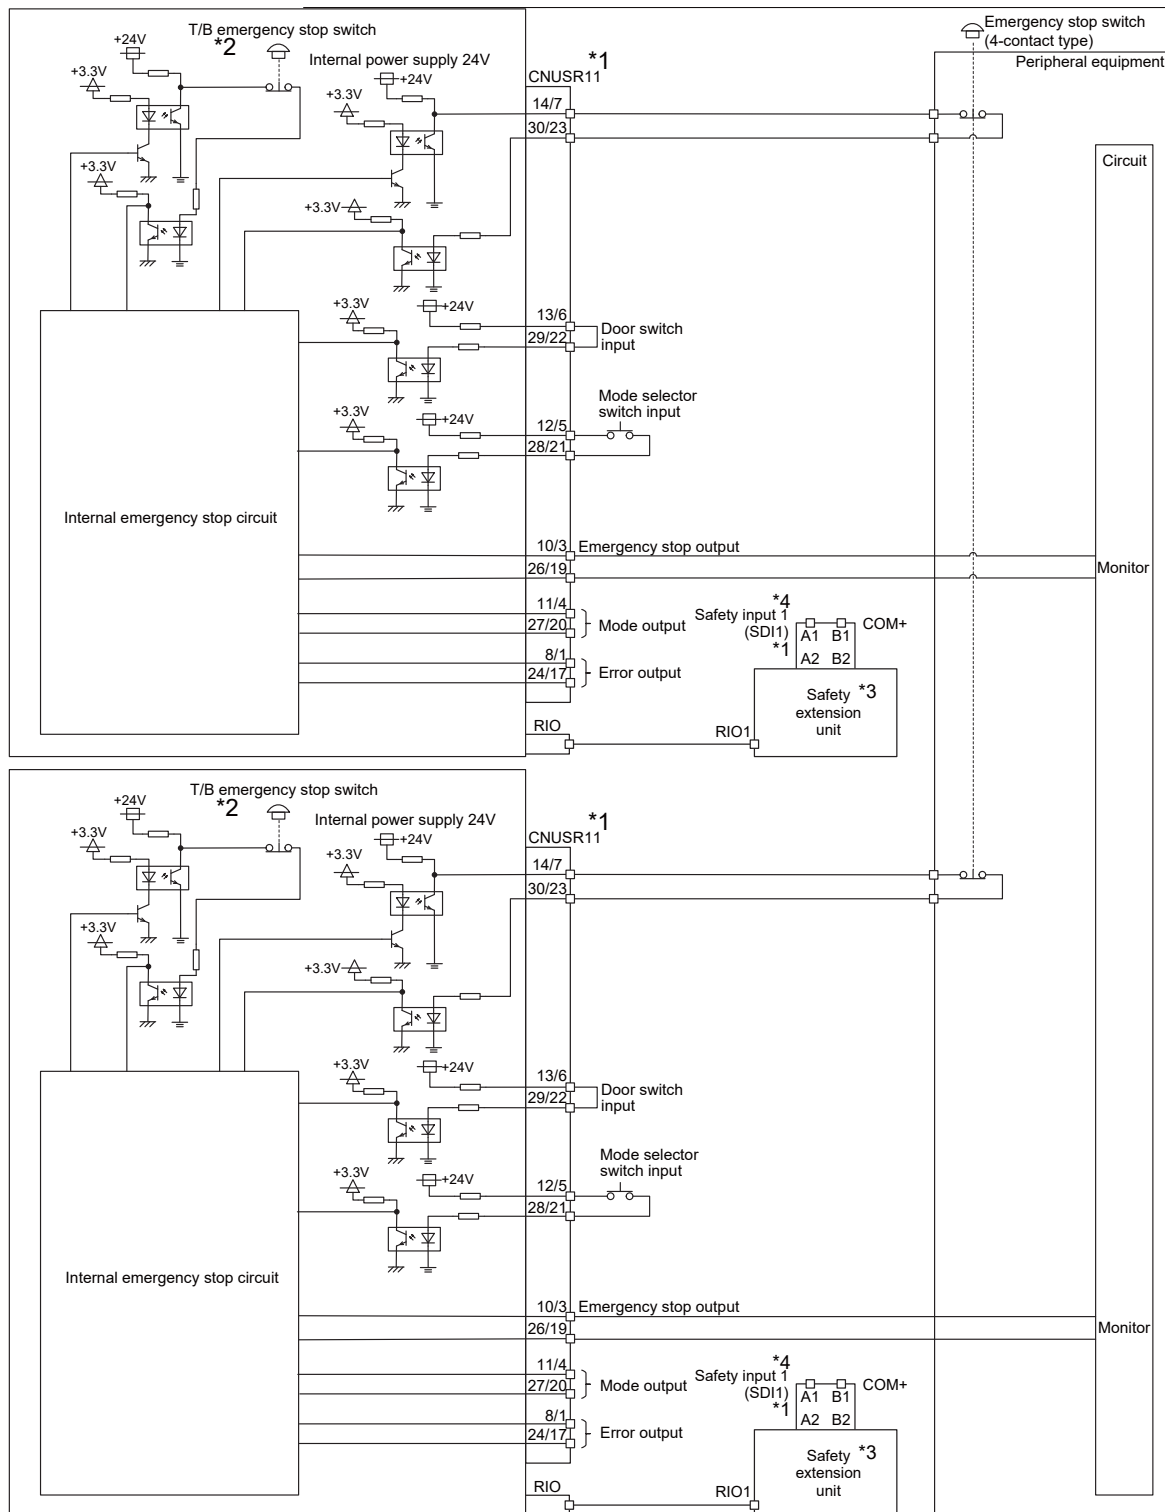 T/B emergency stop switch
*2
+24V
+3.3V
Internal power supply 24V
+24V
+3.3V
*1
CNUSR11
Emergency stop switch
(4-contact type)
Peripheral equipment
14/7
30/23
Circuit
+3.3V
+3.3V
+3.3V
+24V
13/6
29/22
Door switch
input
Mode selector
switch input
+3.3V
+24V
12/5
28/21
Internal emergency stop circuit
10/3
Emergency stop output
26/19
Monitor
11/4
27/20
Mode output
8/1
24/17
Error output
*4
Safety input 1
(SDI1)
*1
A1 B1
COM+
A2 B2
Safety
extension
unit
*3
RIO
RIO1
T/B emergency stop switch
*2
+24V
+3.3V
Internal power supply 24V
+24V
+3.3V
*1
CNUSR11
14/7
30/23
+3.3V
+3.3V
+3.3V
+24V
13/6
29/22
Door switch
input
Mode selector
switch input
+3.3V
+24V
12/5
28/21
Internal emergency stop circuit
10/3
Emergency stop output
26/19
Monitor
11/4
27/20
Mode output
8/1
24/17
Error output
*4
Safety input 1
(SDI1)
*1
A1 B1
COM+
A2 B2
Safety
extension
unit
*3
RIO
RIO1